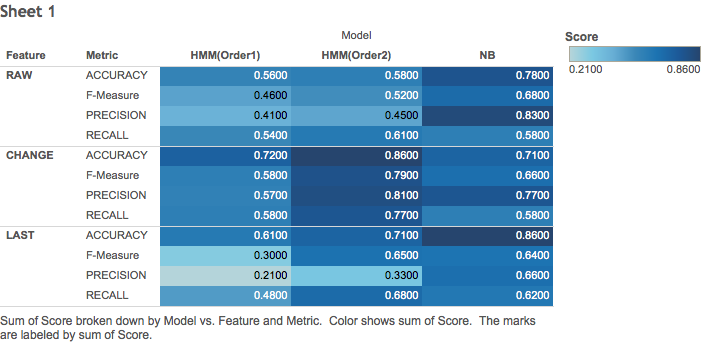 Sheet 1
Model
Feature Metric HMM(Order1) HMM(Order2) NB
RAW ACCURACY 0.5600 0.5800 0.7800
F-Measure 0.4600 0.5200 0.6800
PRECISION 0.4100 0.4500 0.8300
RECALL 0.5400 0.6100 0.5800
CHANGE ACCURACY 0.7200 0.8600 0.7100
F-Measure 0.5800 0.7900 0.6600
PRECISION 0.5700 0.8100 0.7700
RECALL 0.5800 0.7700 0.5800
LAST ACCURACY 0.6100 0.7100 0.8600
F-Measure 0.3000 0.6500 0.6400
PRECISION 0.2100 0.3300 0.6600
RECALL 0.4800 0.6800 0.6200
Score
0.2100 0.8600
Sum of Score broken down by Model vs. Feature and Metric. Color shows sum of Score. The marks
are labeled by sum of Score.